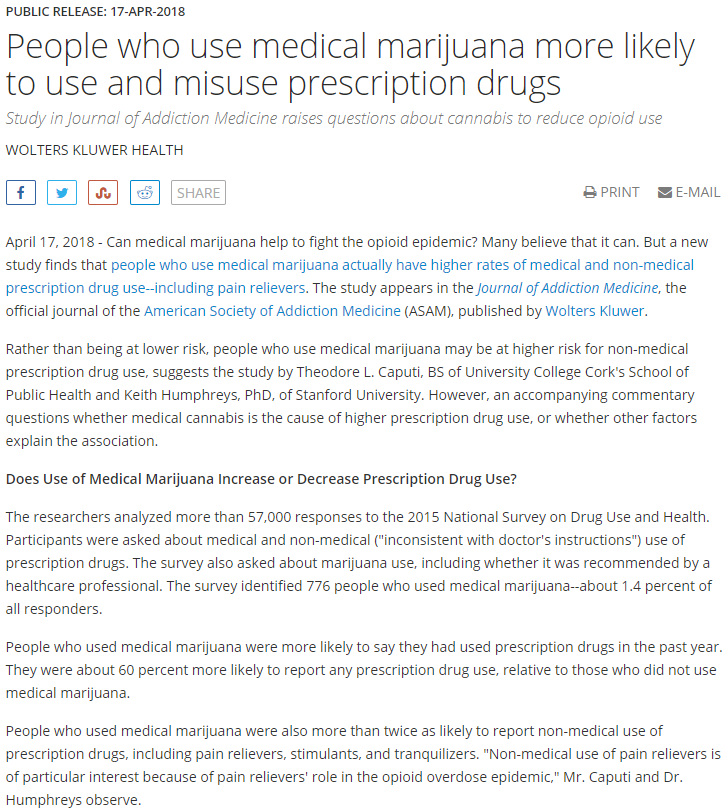 PUBLIC RELEASE: 17-APR-2018
People who use medical marijuana more likely
to use and misuse prescription drugs
Study in Journal of Addiction Medicine raises questions about cannabis to reduce opioid use
WOLTERS KLUWER HEALTH
f SHARE PRINT E-MAIL
April 17, 2018 - Can medical marijuana help to fight the opioid epidemic? Many believe that it can. But a new
study finds that people who use medical marijuana actually have higher rates of medical and non-medical
prescription drug use--including pain relievers. The study appears in the Journal of Addiction Medicine, the
official journal of the American Society of Addiction Medicine (ASAM), published by Wolters Kluwer.
Rather than being at lower risk, people who use medical marijuana may be at higher risk for non-medical
prescription drug use, suggests the study by Theodore L. Caputi, BS of University College Cork's School of
Public Health and Keith Humphreys, PhD, of Stanford University. However, an accompanying commentary
questions whether medical cannabis is the cause of higher prescription drug use, or whether other factors
explain the association.
Does Use of Medical Marijuana Increase or Decrease Prescription Drug Use?
The researchers analyzed more than 57,000 responses to the 2015 National Survey on Drug Use and Health.
Participants were asked about medical and non-medical ("inconsistent with doctor's instructions") use of
prescription drugs. The survey also asked about marijuana use, including whether it was recommended by a
healthcare professional. The survey identified 776 people who used medical marijuana--about 1.4 percent of
all responders.
People who used medical marijuana were more likely to say they had used prescription drugs in the past year.
They were about 60 percent more likely to report any prescription drug use, relative to those who did not use
medical marijuana.
People who used medical marijuana were also more than twice as likely to report non-medical use of
prescription drugs, including pain relievers, stimulants, and tranquilizers. "Non-medical use of pain relievers is
of particular interest because of pain relievers' role in the opioid overdose epidemic," Mr. Caputi and Dr.
Humphreys observe.